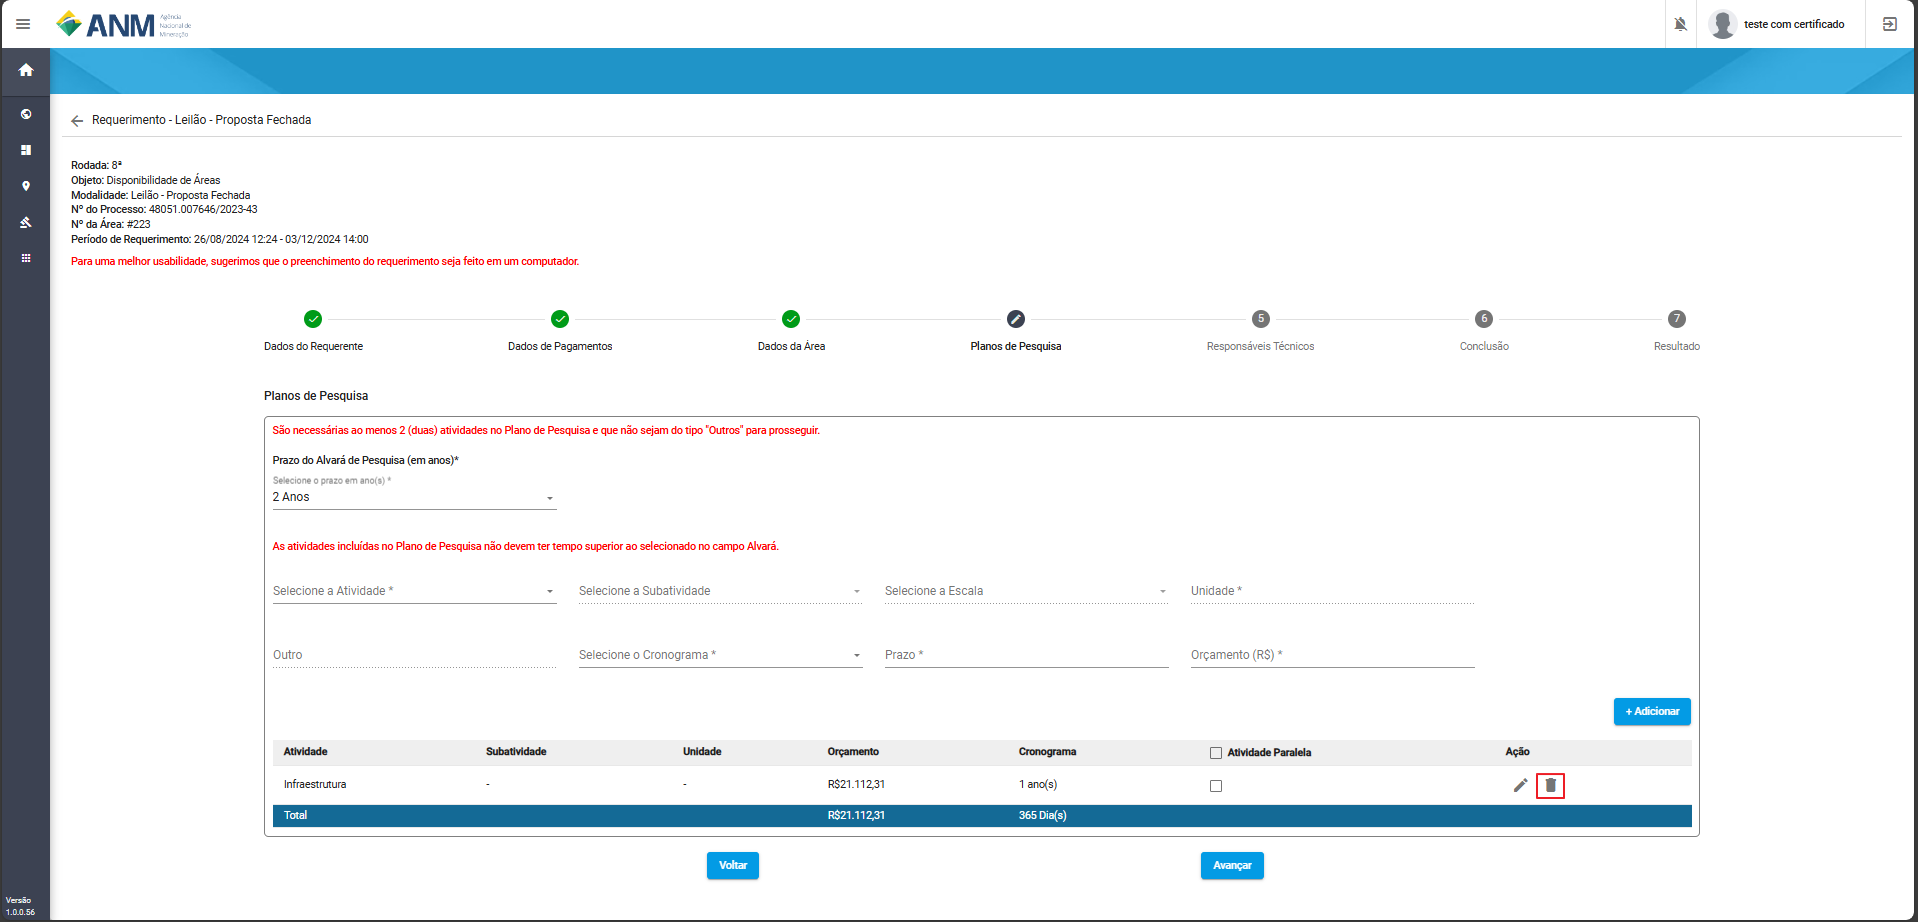 ANM Agência
Nacional de
Mineração
teste com certificado
Requerimento - Leilão - Proposta Fechada
Rodada: 8ª
Objeto: Disponibilidade de Áreas
Modalidade: Leilão - Proposta Fechada
Nº do Processo: 48051.007646/2023-43
Nº da Área: #223
Período de Requerimento: 26/08/2024 12:24 - 03/12/2024 14:00
Para uma melhor usabilidade, sugerimos que o preenchimento do requerimento seja feito em um computador.
5 6 7
Dados do Requerente Dados de Pagamentos Dados da Área Planos de Pesquisa Responsáveis Técnicos Conclusão Resultado
Planos de Pesquisa
São necessárias ao menos 2 (duas) atividades no Plano de Pesquisa e que não sejam do tipo "Outros" para prosseguir.
Prazo do Alvará de Pesquisa (em anos)*
Selecione o prazo em ano(s) *
2 Anos
As atividades incluídas no Plano de Pesquisa não devem ter tempo superior ao selecionado no campo Alvará.
Selecione a Atividade * Selecione a Subatividade Selecione a Escala Unidade *
Outro Selecione o Cronograma * Prazo * Orçamento (R$) *
+ Adicionar
Atividade Subatividade Unidade Orçamento Cronograma Atividade Paralela Ação
Infraestrutura - - R$21.112,31 1 ano(s)
Total R$21.112,31 365 Dia(s)
Voltar Avançar
Versão
1.0.0.56